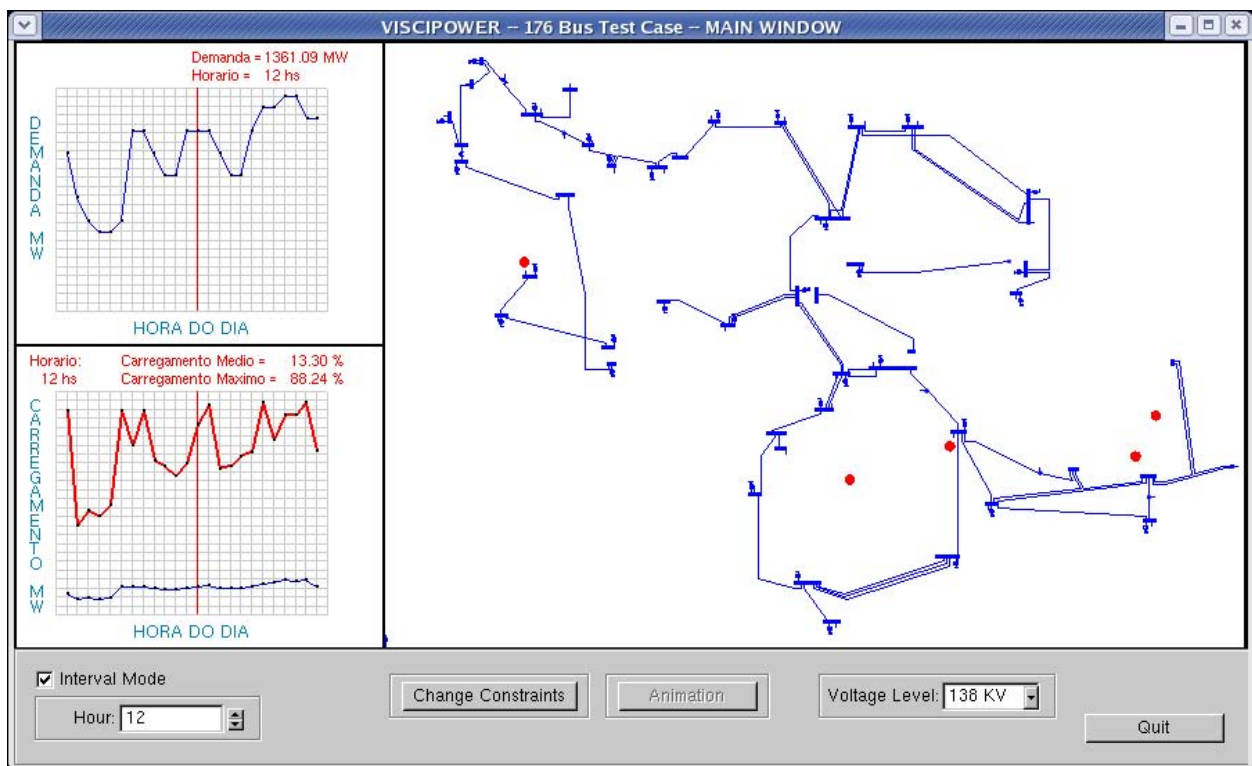 VISCIPOWER -- 176 Bus Test Case -- MAIN WINDOW
Demanda = 1361.09 MW
Horario = 12 hs
DEMANDA MW
HORA DO DIA
Horario: Carregamento Medio = 13.30 %
12 hs Carregamento Maximo = 88.24 %
CARREGAMENTO MW
HORA DO DIA
Interval Mode
Hour: 12
Change Constraints
Animation
Voltage Level: 138 KV
Quit